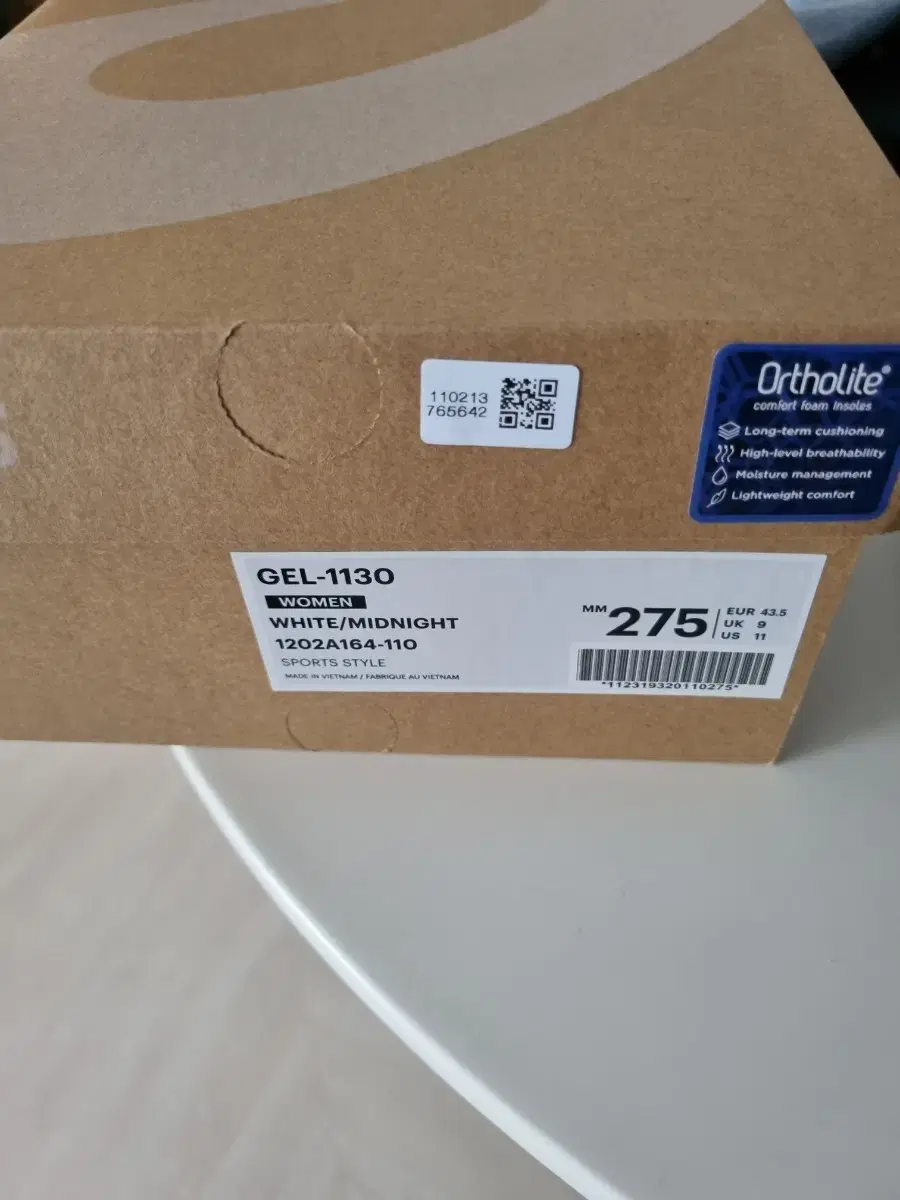 110213
765642
Ortholite®
comfort foam insoles
Long-term cushioning
High-level breathability
Moisture management
Lightweight comfort
GEL-1130
WOMEN
WHITE/MIDNIGHT
1202A164-110
SPORTS STYLE
MADE IN VIETNAM / FABRIQUE AU VIETNAM
MM 275
EUR 43.5
UK 9
US 11
*112319320110275*